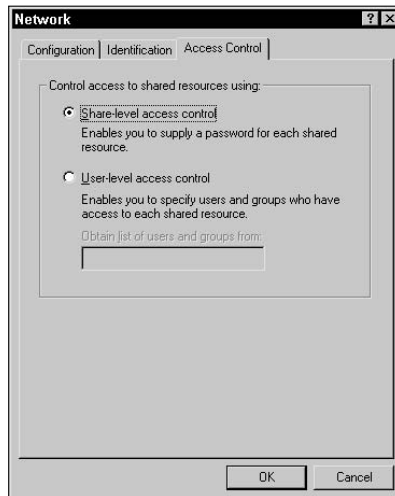 Network
Configuration Identification Access Control
Control access to shared resources using:
Share-level access control
Enables you to supply a password for each shared
resource.
User-level access control
Enables you to specify users and groups who have
access to each shared resource.
Obtain list of users and groups from:
OK Cancel